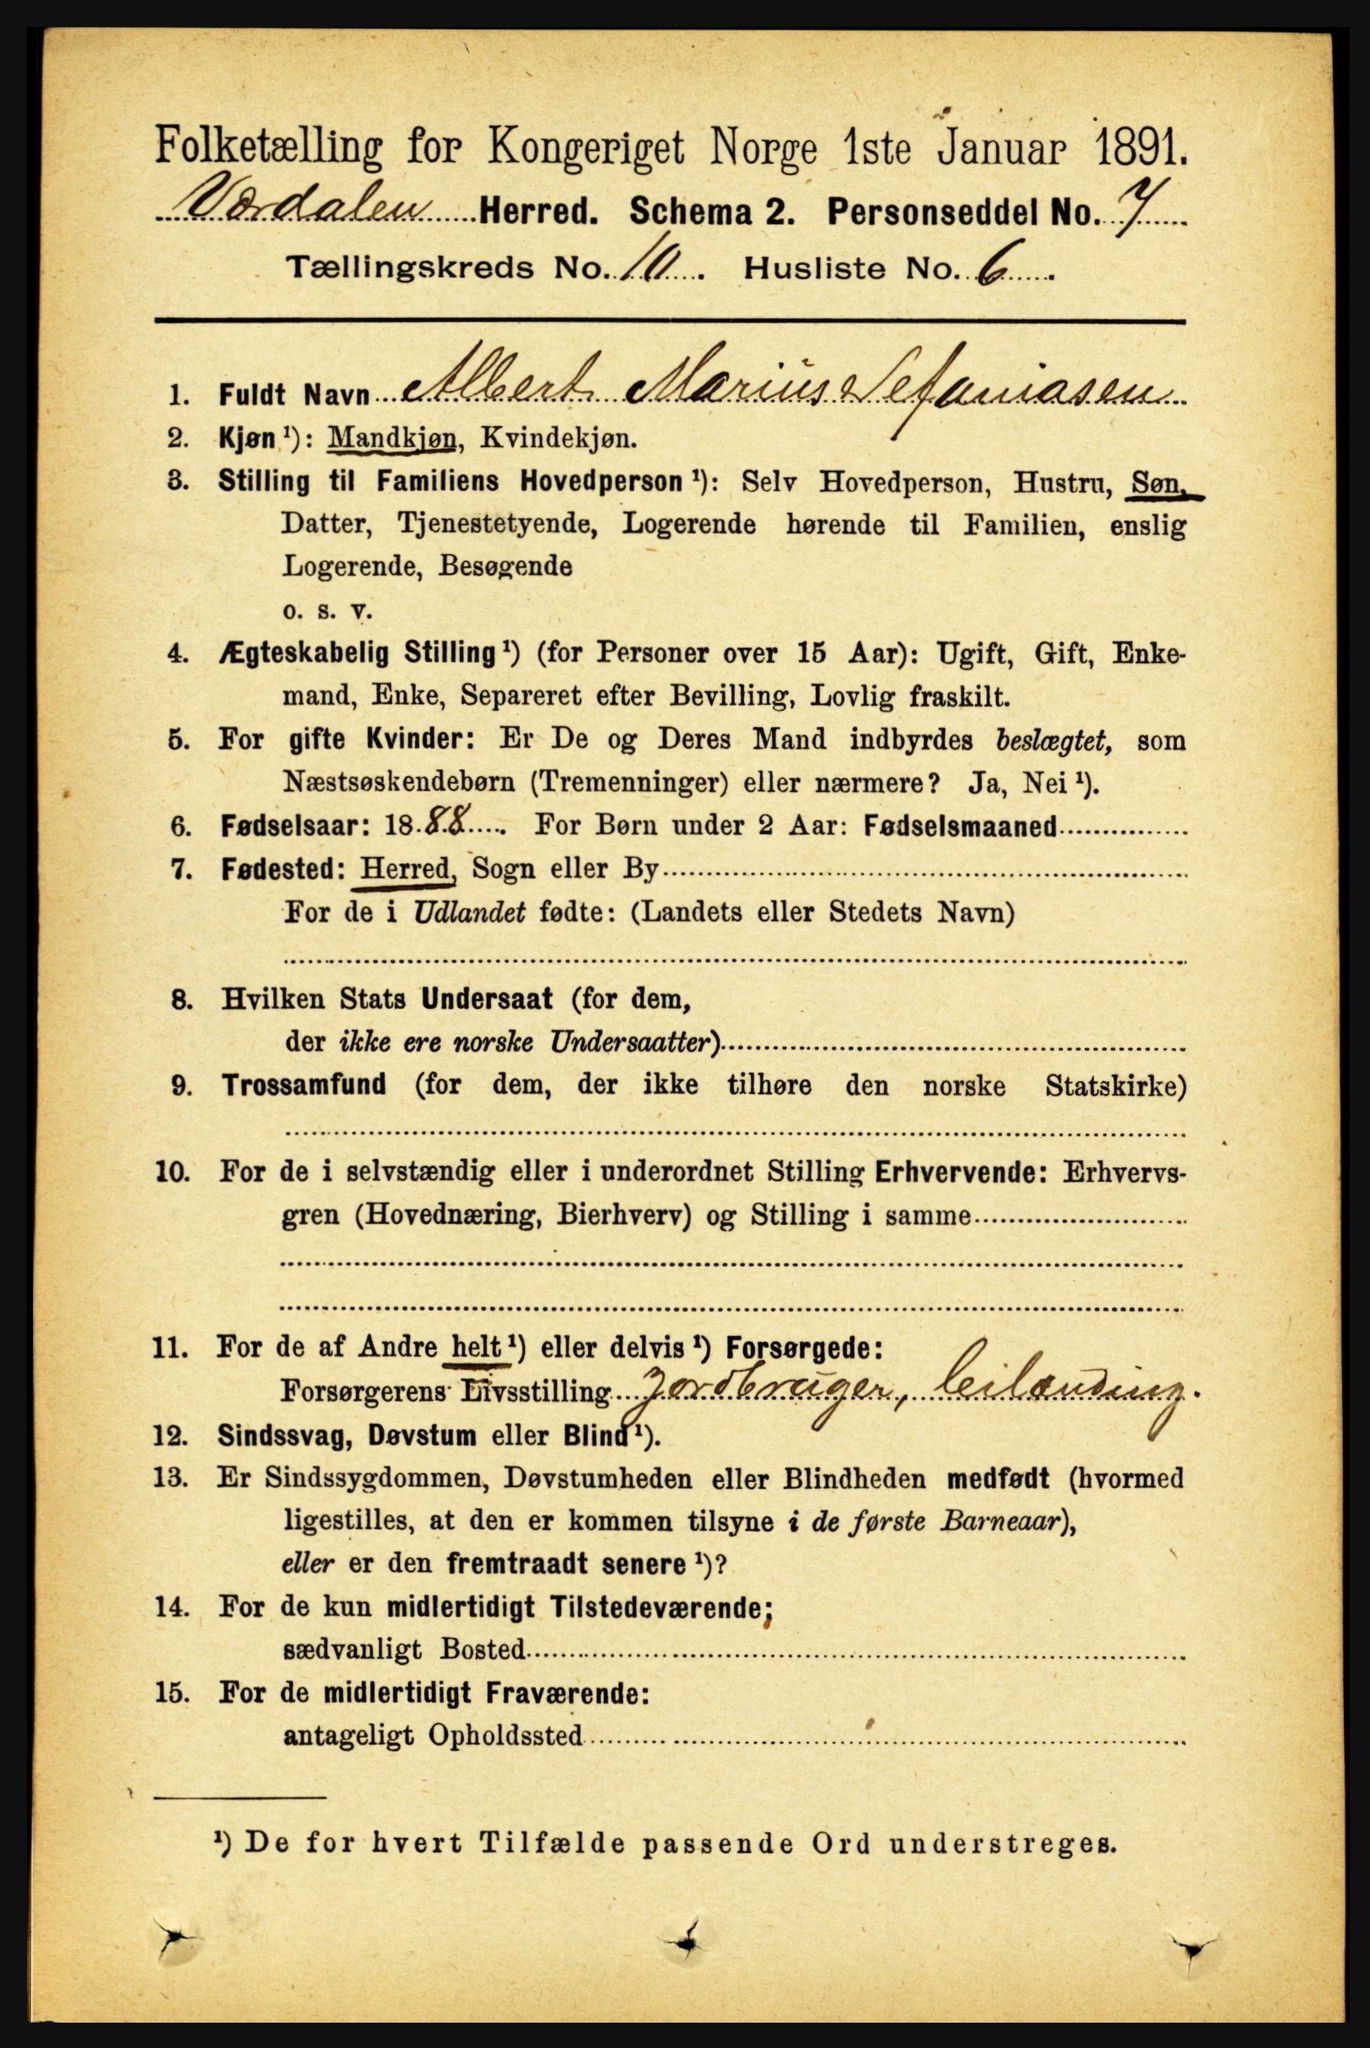 Folketælling for Kongeriget Norge 1ste Januar 1891.
Værdalen Herred. Schema 2. Personseddel No. 7
Tællingskreds No. 10. Husliste No. 6.
1. Fuldt Navn Albert Marius Sefaniasen
2. Kjøn ¹): Mandkjøn, Kvindekjøn.
3. Stilling til Familiens Hovedperson ¹): Selv Hovedperson, Hustru, Søn,
Datter, Tjenestetyende, Logerende hørende til Familien, enslig
Logerende, Besøgende
o. s. v.
4. Ægteskabelig Stilling ¹) (for Personer over 15 Aar): Ugift, Gift, Enke-
mand, Enke, Separeret efter Bevilling, Lovlig fraskilt.
5. For gifte Kvinder: Er De og Deres Mand indbyrdes beslægtet, som
Næstsøskendebørn (Tremenninger) eller nærmere? Ja, Nei ¹).
6. Fødselsaar: 1888. For Børn under 2 Aar: Fødselsmaaned
7. Fødested: Herred, Sogn eller By
For de i Udlandet fødte: (Landets eller Stedets Navn)
8. Hvilken Stats Undersaat (for dem,
der ikke ere norske Undersaatter)
9. Trossamfund (for dem, der ikke tilhøre den norske Statskirke)
10. For de i selvstændig eller i underordnet Stilling Erhvervende: Erhvervs-
gren (Hovednæring, Bierhverv) og Stilling i samme
11. For de af Andre helt ¹) eller delvis ¹) Forsørgede:
Forsørgerens Livsstilling Jordbruger, leilænding.
12. Sindssvag, Døvstum eller Blind ¹).
13. Er Sindssygdommen, Døvstumheden eller Blindheden medfødt (hvormed
ligestilles, at den er kommen tilsyne i de første Barneaar),
eller er den fremtraadt senere ¹)?
14. For de kun midlertidigt Tilstedeværende;
sædvanligt Bosted
15. For de midlertidigt Fraværende:
antageligt Opholdssted
¹) De for hvert Tilfælde passende Ord understreges.